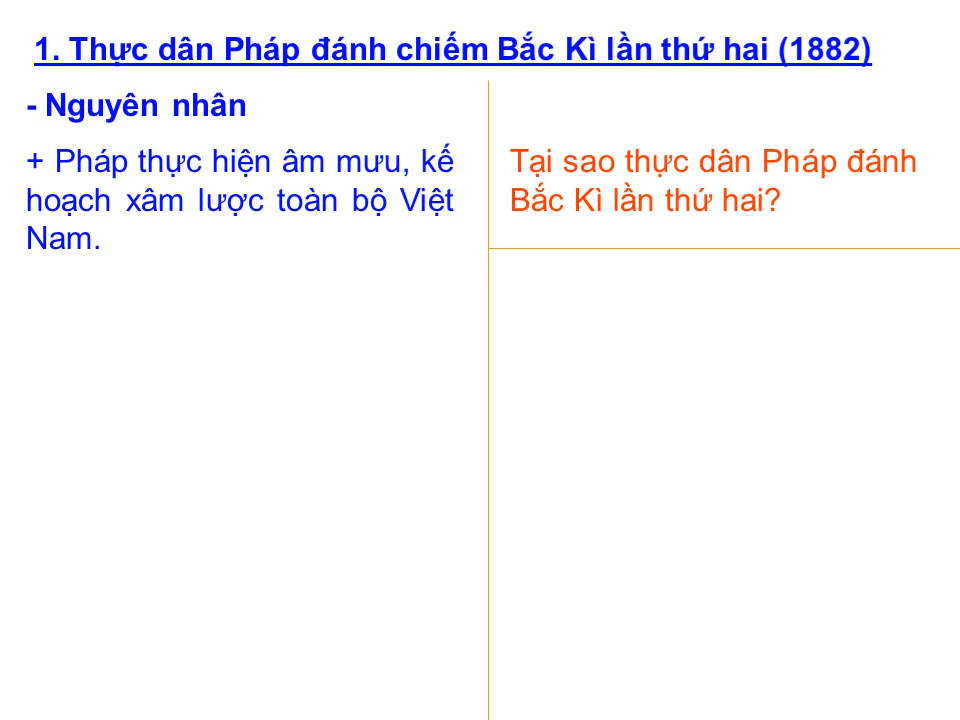 1. Thực dân Pháp đánh chiếm Bắc Kì lần thứ hai (1882)
- Nguyên nhân
+ Pháp thực hiện âm mưu, kế
hoạch xâm lược toàn bộ Việt
Nam.
Tại sao thực dân Pháp đánh
Bắc Kì lần thứ hai?